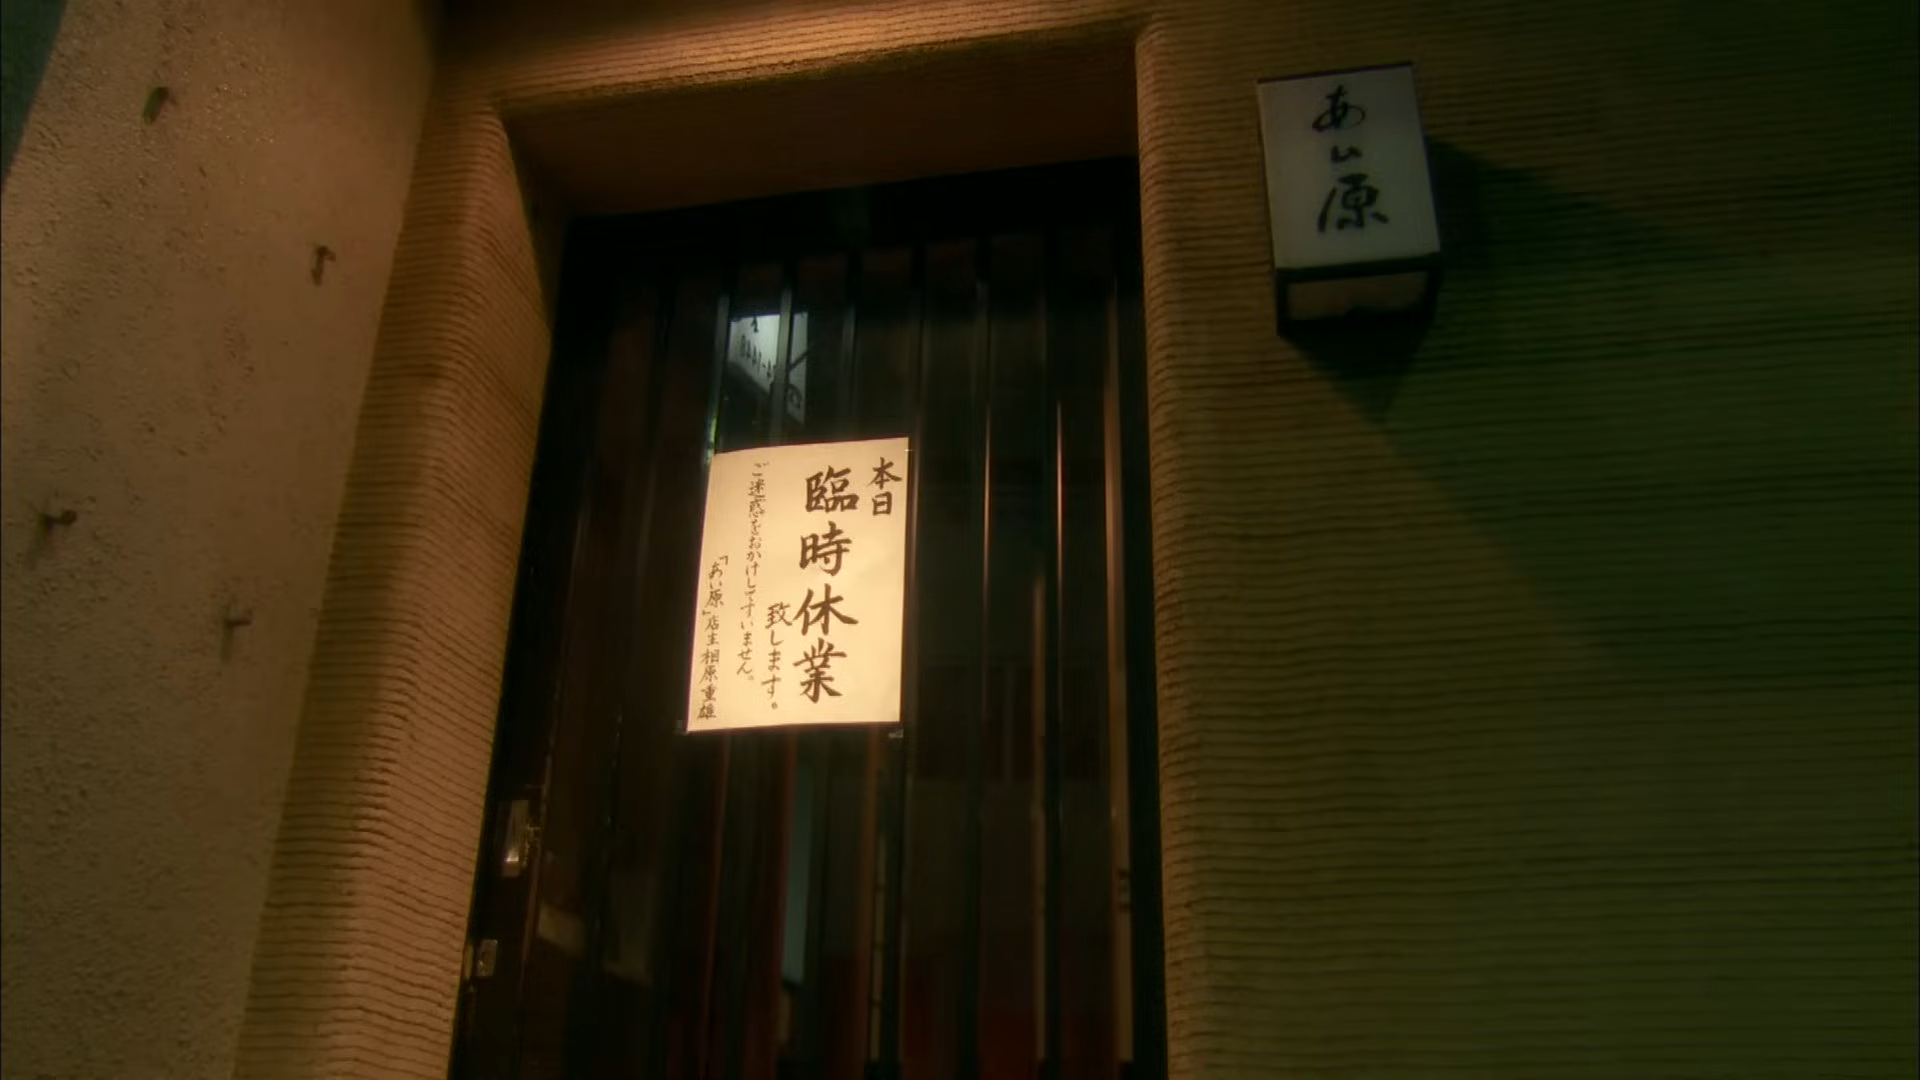 あい原
本日
臨時休業
致します。
ご迷惑をおかけしてすいません。
「あい原」店主相原重雄